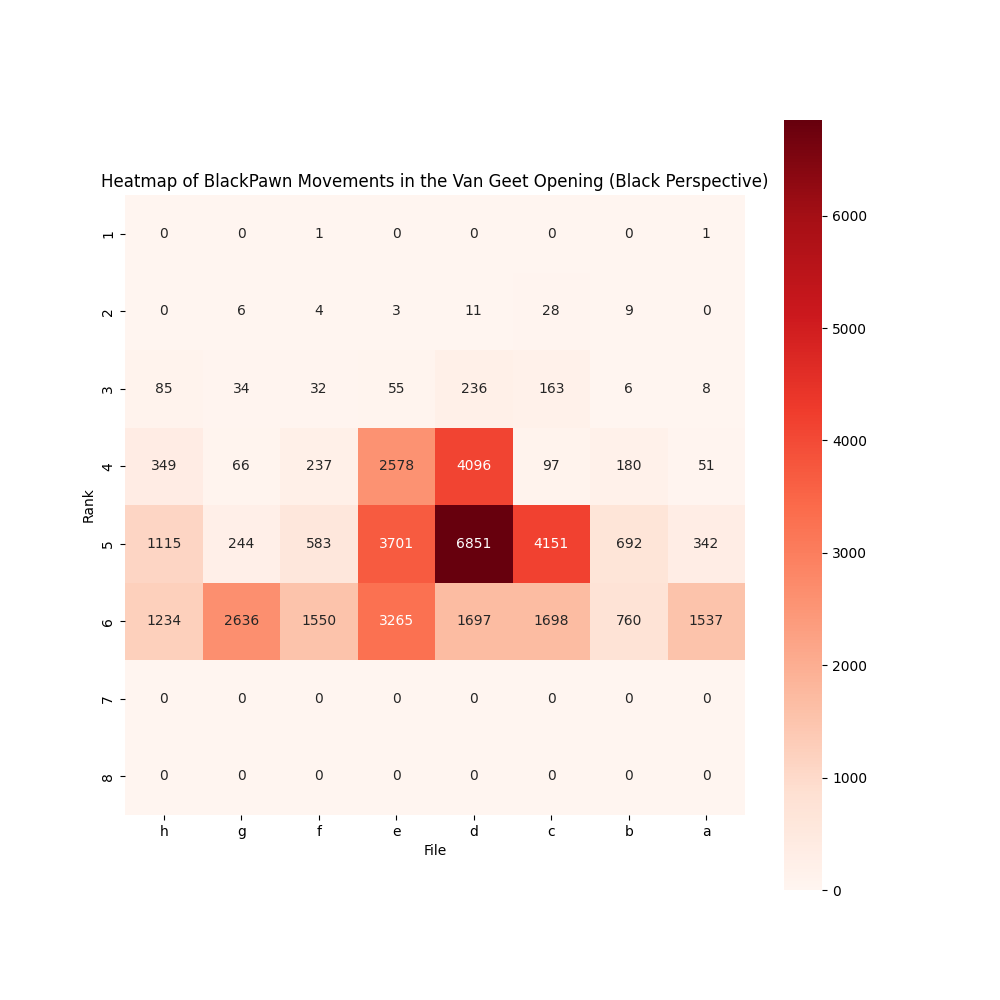 Heatmap of BlackPawn Movements in the Van Geet Opening (Black Perspective)
1 0 0 1 0 0 0 0 1
2 0 6 4 3 11 28 9 0
3 85 34 32 55 236 163 6 8
4 349 66 237 2578 4096 97 180 51
Rank
5 1115 244 583 3701 6851 4151 692 342
6 1234 2636 1550 3265 1697 1698 760 1537
7 0 0 0 0 0 0 0 0
8 0 0 0 0 0 0 0 0
h g f e d c b a
File
6000
5000
4000
3000
2000
1000
0